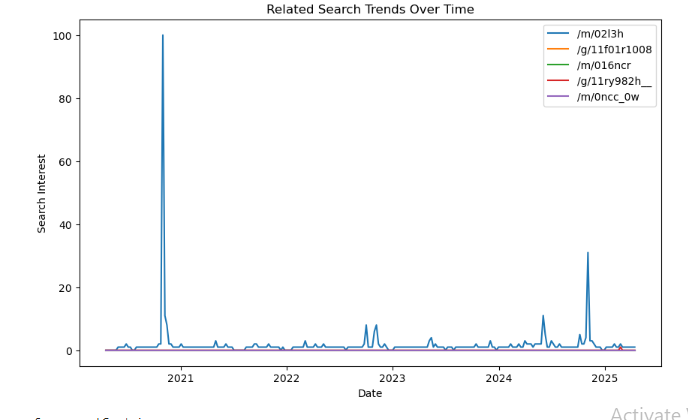 Related Search Trends Over Time
100
80
60
40
20
0
Search Interest
2021
2022
2023
2024
2025
Date
/m/02l3h
/g/11f01r1008
/m/016ncr
/g/11ry982h__
/m/0ncc_0w
Activate